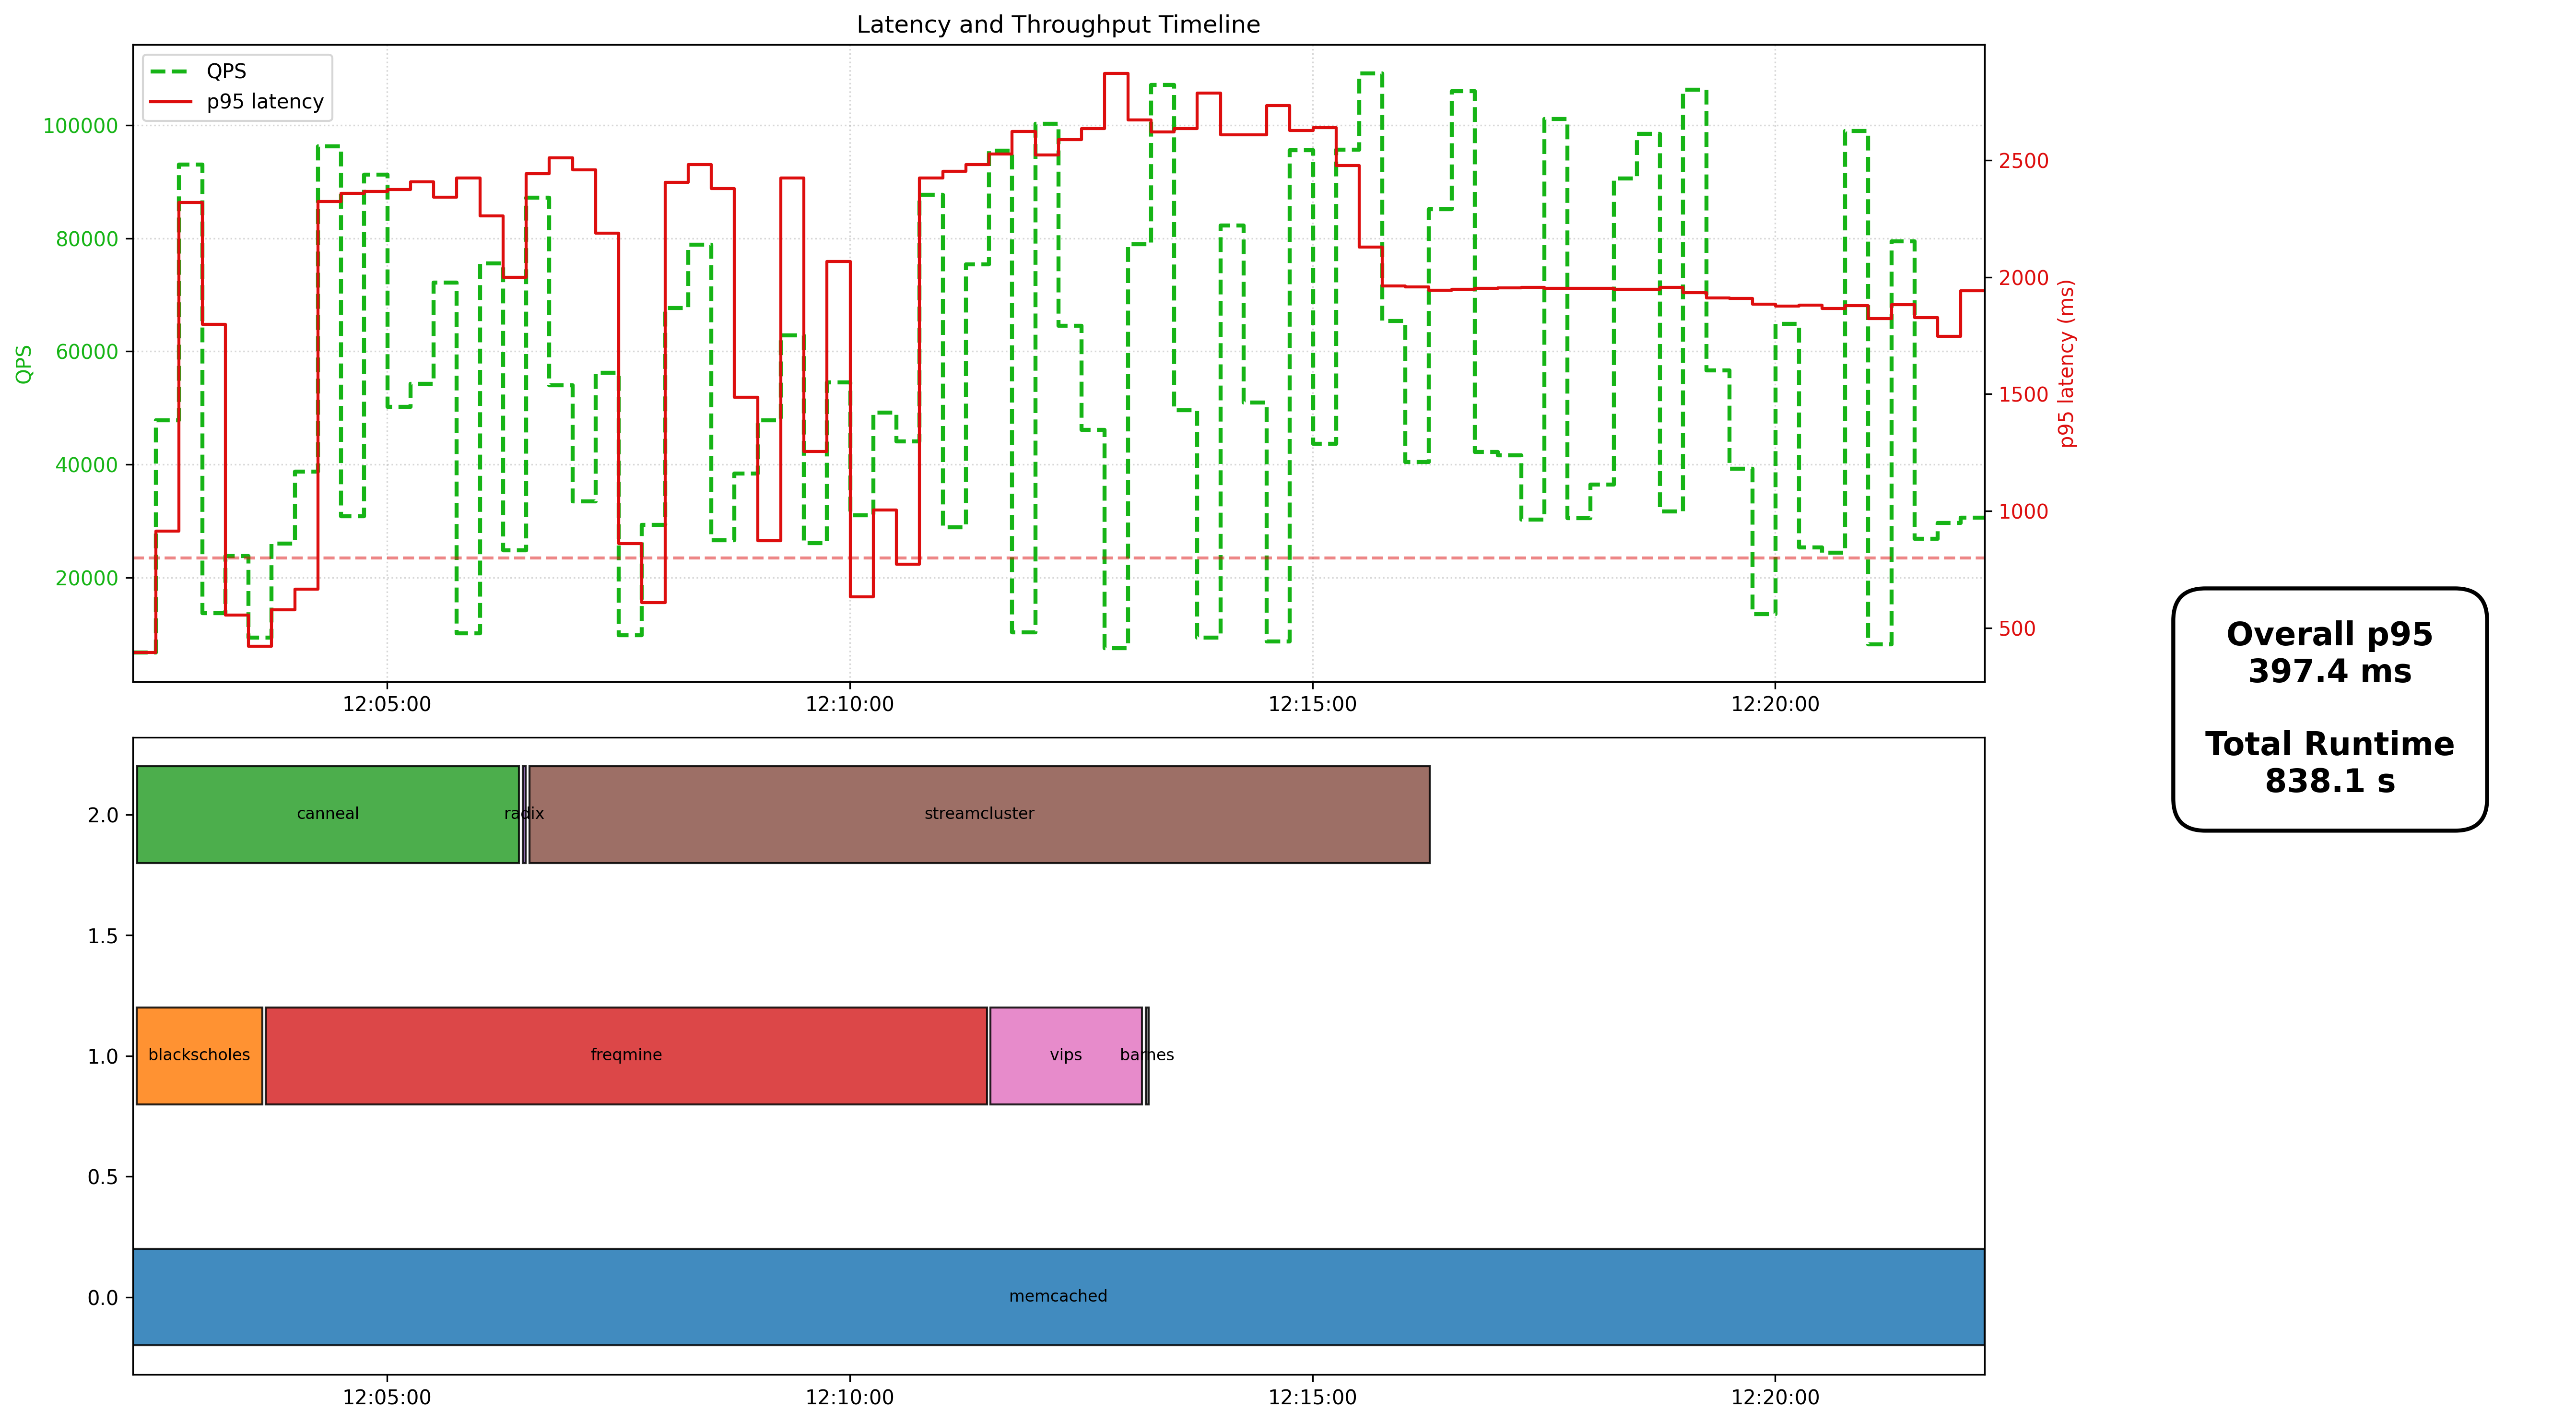 Latency and Throughput Timeline
QPS
p95 latency
100000
80000
60000
40000
20000
QPS
2500
2000
1500
1000
500
p95 latency (ms)
12:05:00
12:10:00
12:15:00
12:20:00
Overall p95
397.4 ms
Total Runtime
838.1 s
2.0
1.5
1.0
0.5
0.0
canneal
radix
streamcluster
blackscholes
freqmine
vips
barnes
memcached
12:05:00
12:10:00
12:15:00
12:20:00